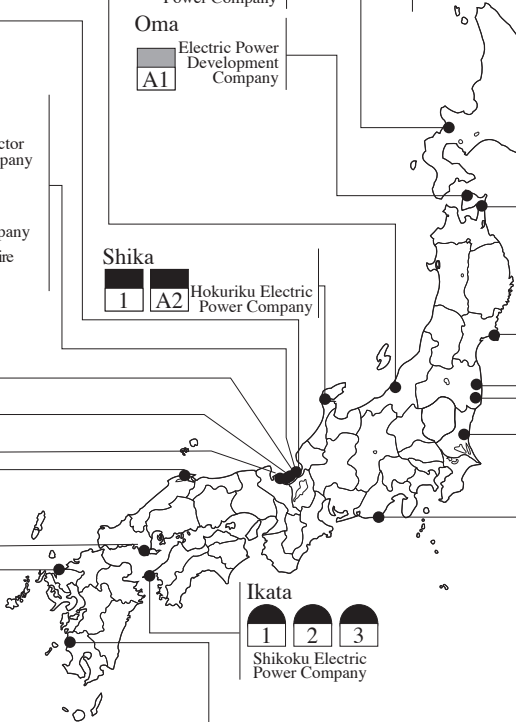 Power Company
Oma
Electric Power
Development
Company
A1
ctor
pany
pany
ire
Shika
1 A2
Hokuriku Electric
Power Company
Ikata
1 2 3
Shikoku Electric
Power Company